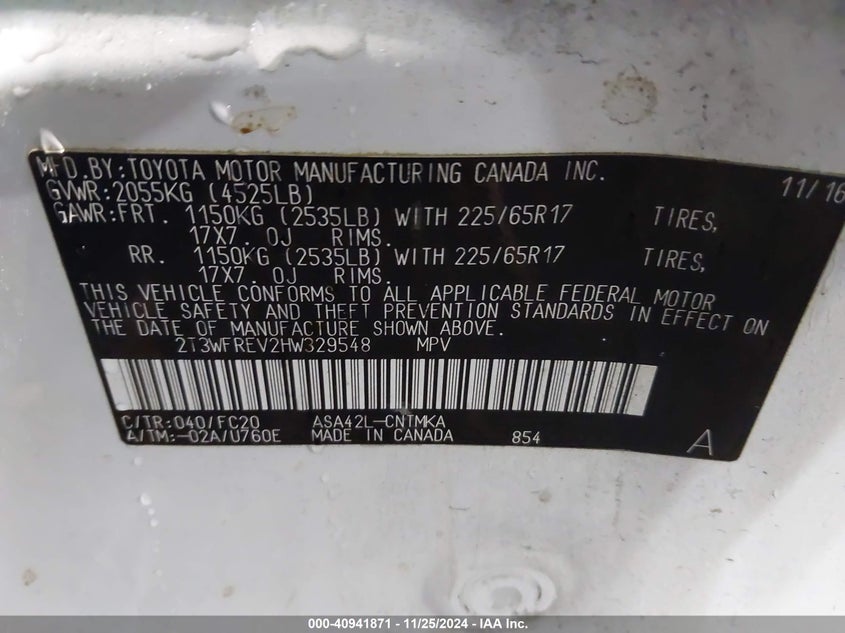 MFD.BY:TOYOTA MOTOR MANUFACTURING CANADA INC. 11/16
GVWR:2055KG (4525LB)
GAWR:FRT. 1150KG (2535LB) WITH 225/65R17 TIRES,
17X7. 0J RIMS.
RR. 1150KG (2535LB) WITH 225/65R17 TIRES,
17X7. 0J RIMS.
THIS VEHICLE CONFORMS TO ALL APPLICABLE FEDERAL MOTOR
VEHICLE SAFETY AND THEFT PREVENTION STANDARDS IN EFFECT ON
THE DATE OF MANUFACTURE SHOWN ABOVE.
2T3WFREV2HW329548 MPV
C/TR:040/FC20 ASA42L-CNTMKA
A/TM:-02A/U760E MADE IN CANADA 854 A
000-40941871 - 11/25/2024 - IAA Inc.